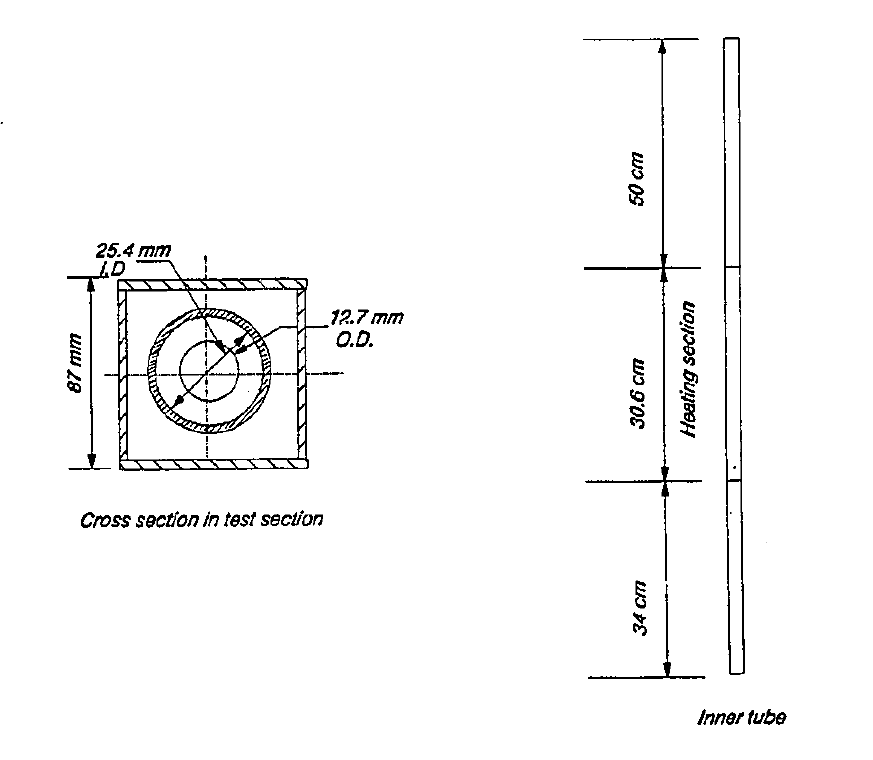 25.4 mm
I.D
12.7 mm
O.D.
87 mm
Cross section in test section
50 cm
30.6 cm
Heating section
34 cm
Inner tube